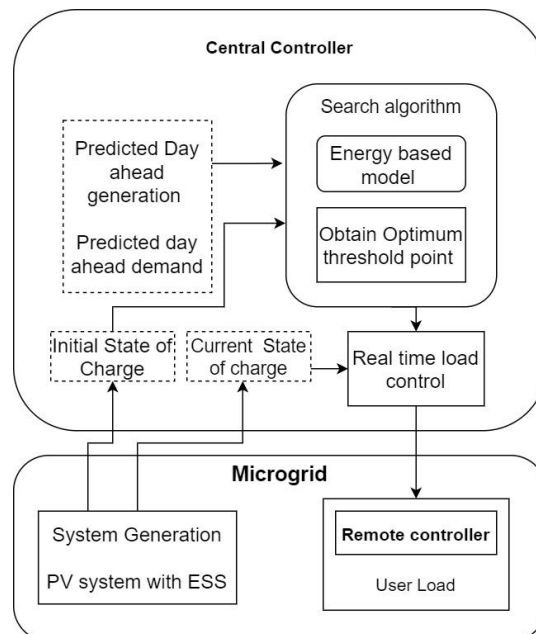 Central Controller
Predicted Day
ahead
generation
Predicted day
ahead demand
Search algorithm
Energy based
model
Obtain Optimum
threshold point
Initial State of
Charge
Current State
of charge
Real time load
control
Microgrid
System Generation
PV system with ESS
Remote controller
User Load